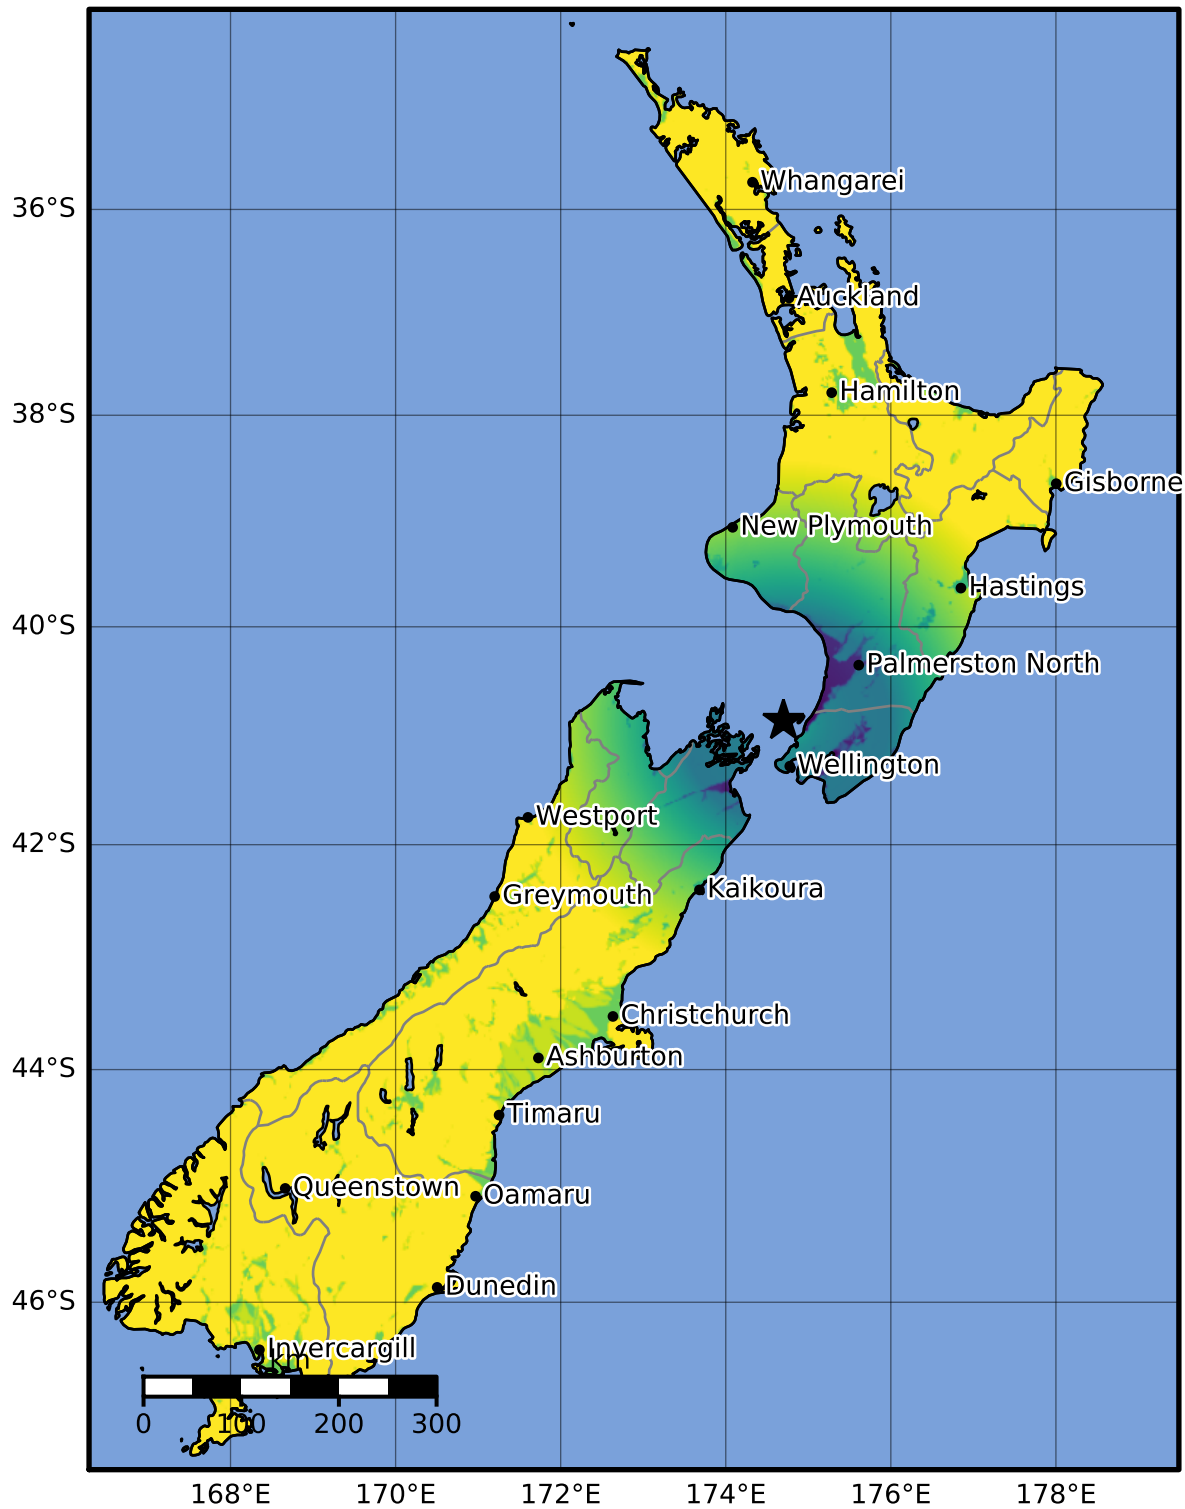 Whangarei
36°S
Auckland
Hamilton
38°S
Gisborne
New Plymouth
Hastings
40°S
Palmerston North
Wellington
Westport
42°S
Kaikoura
Greymouth
Christchurch
Ashburton
44°S
Timaru
Queenstown
Oamaru
Dunedin
46°S
Invercargill
km
0 100 200 300
168°E 170°E 172°E 174°E 176°E 178°E